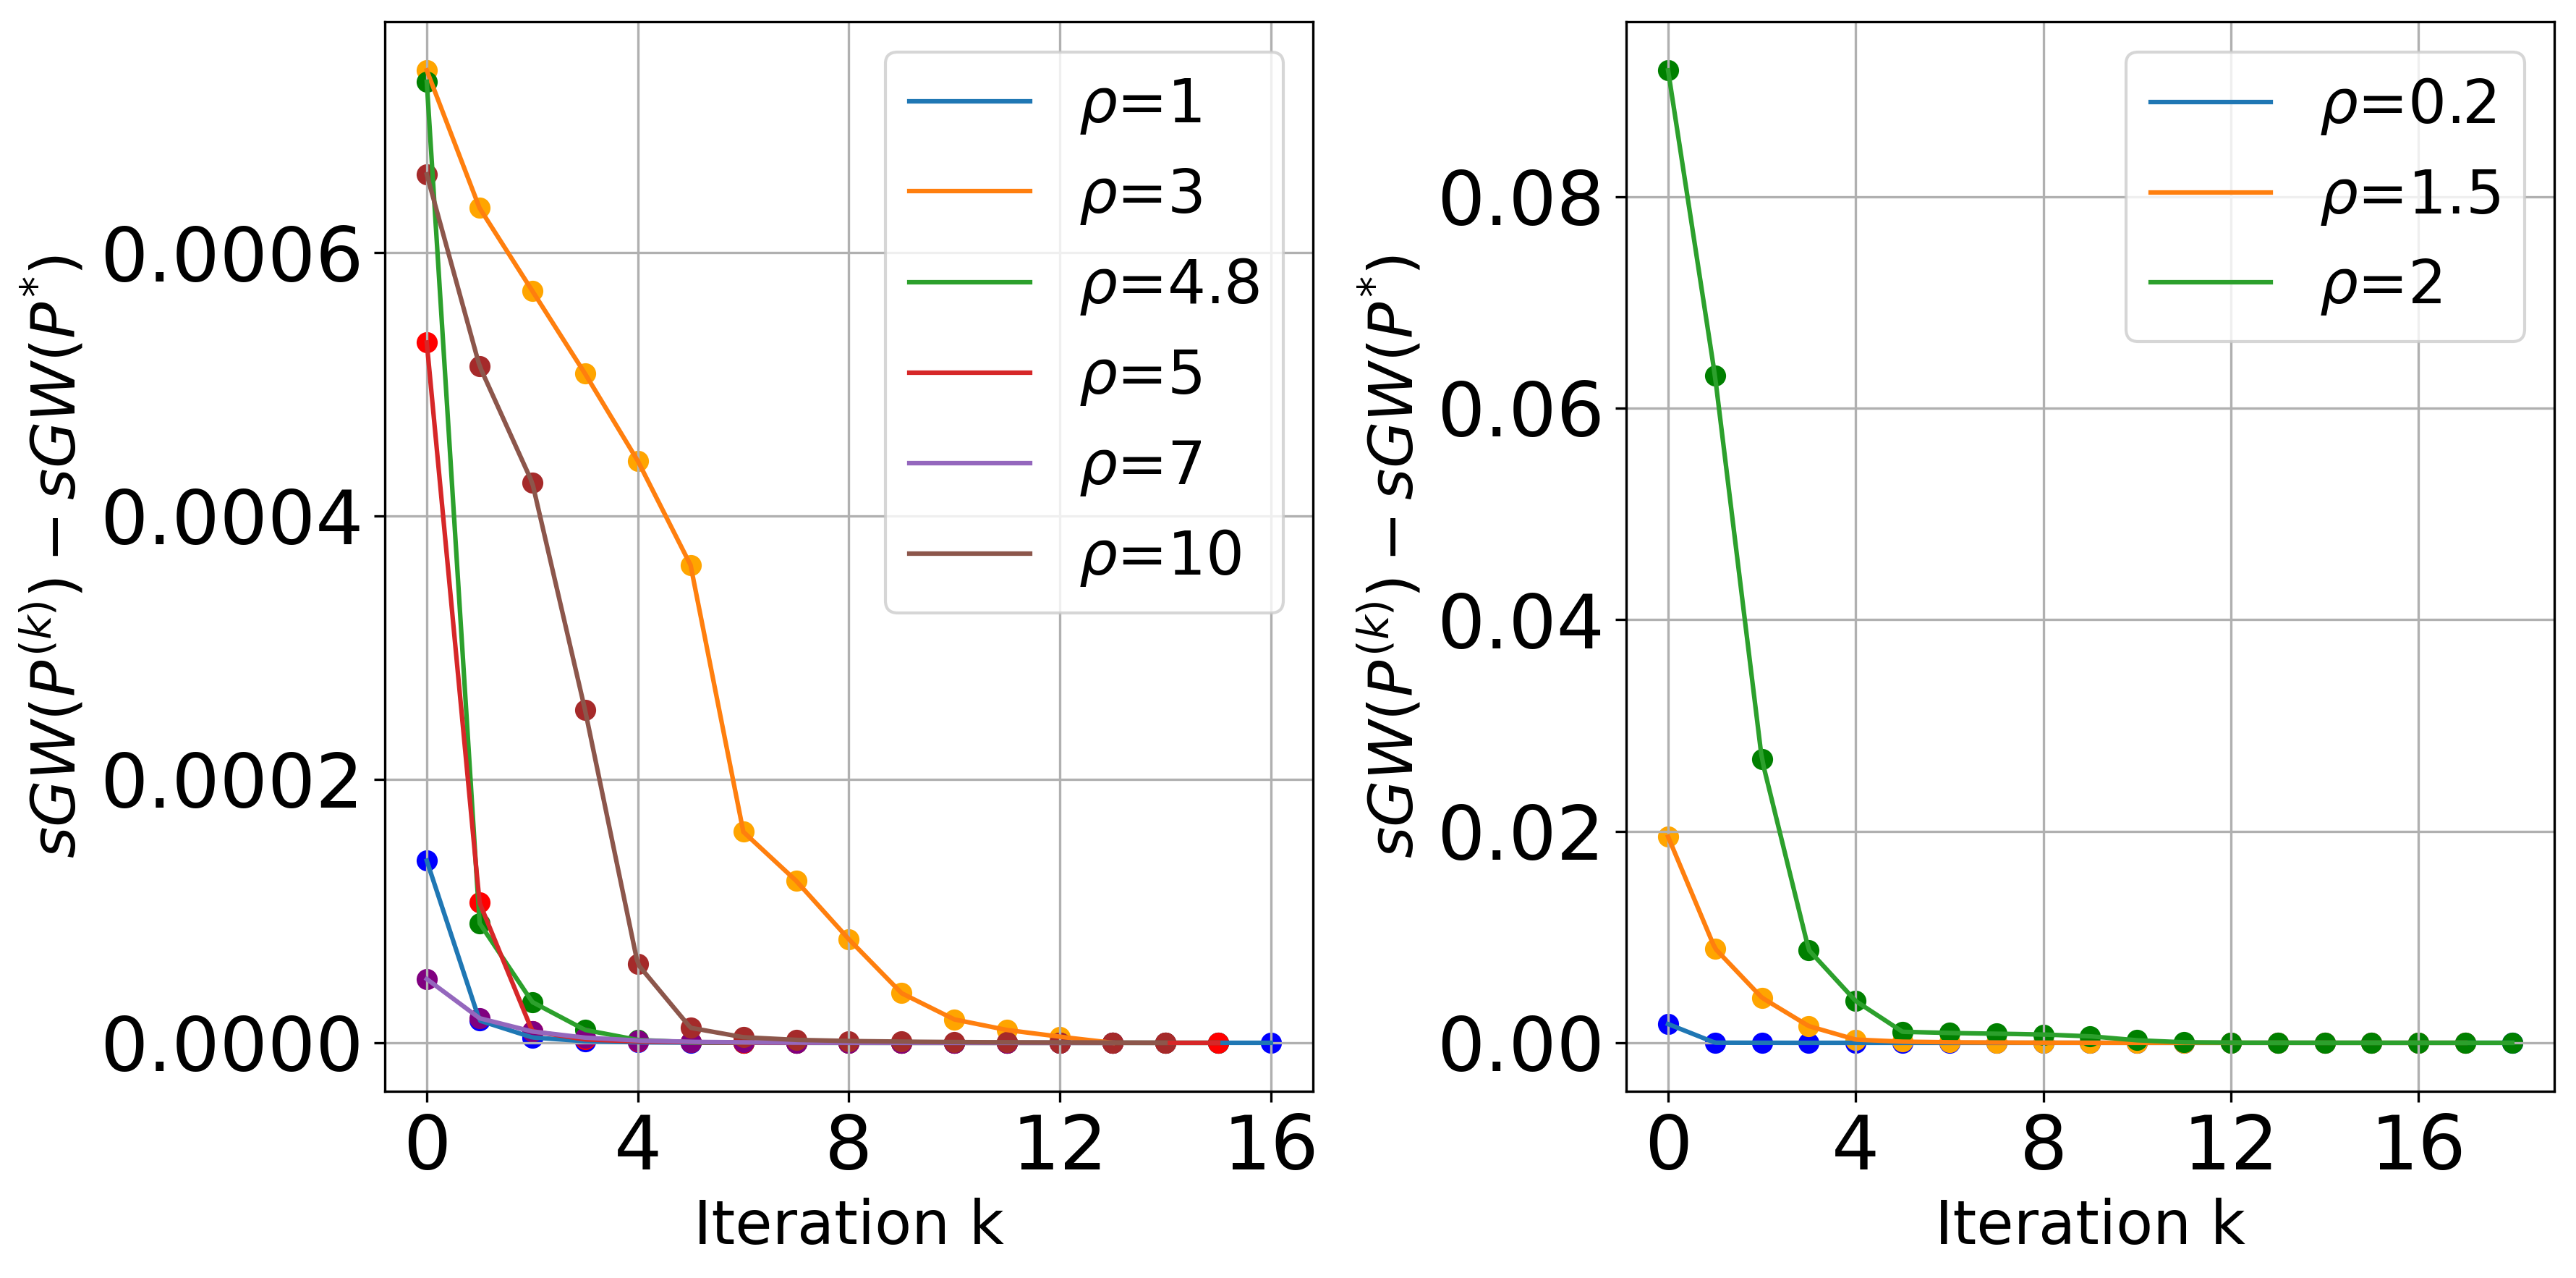 sGW(P^(k)) − sGW(P*)
0.0006
0.0004
0.0002
0.0000
0
4
8
12
16
Iteration k
ρ=1
ρ=3
ρ=4.8
ρ=5
ρ=7
ρ=10
sGW(P^(k)) − sGW(P*)
0.08
0.06
0.04
0.02
0.00
0
4
8
12
16
Iteration k
ρ=0.2
ρ=1.5
ρ=2